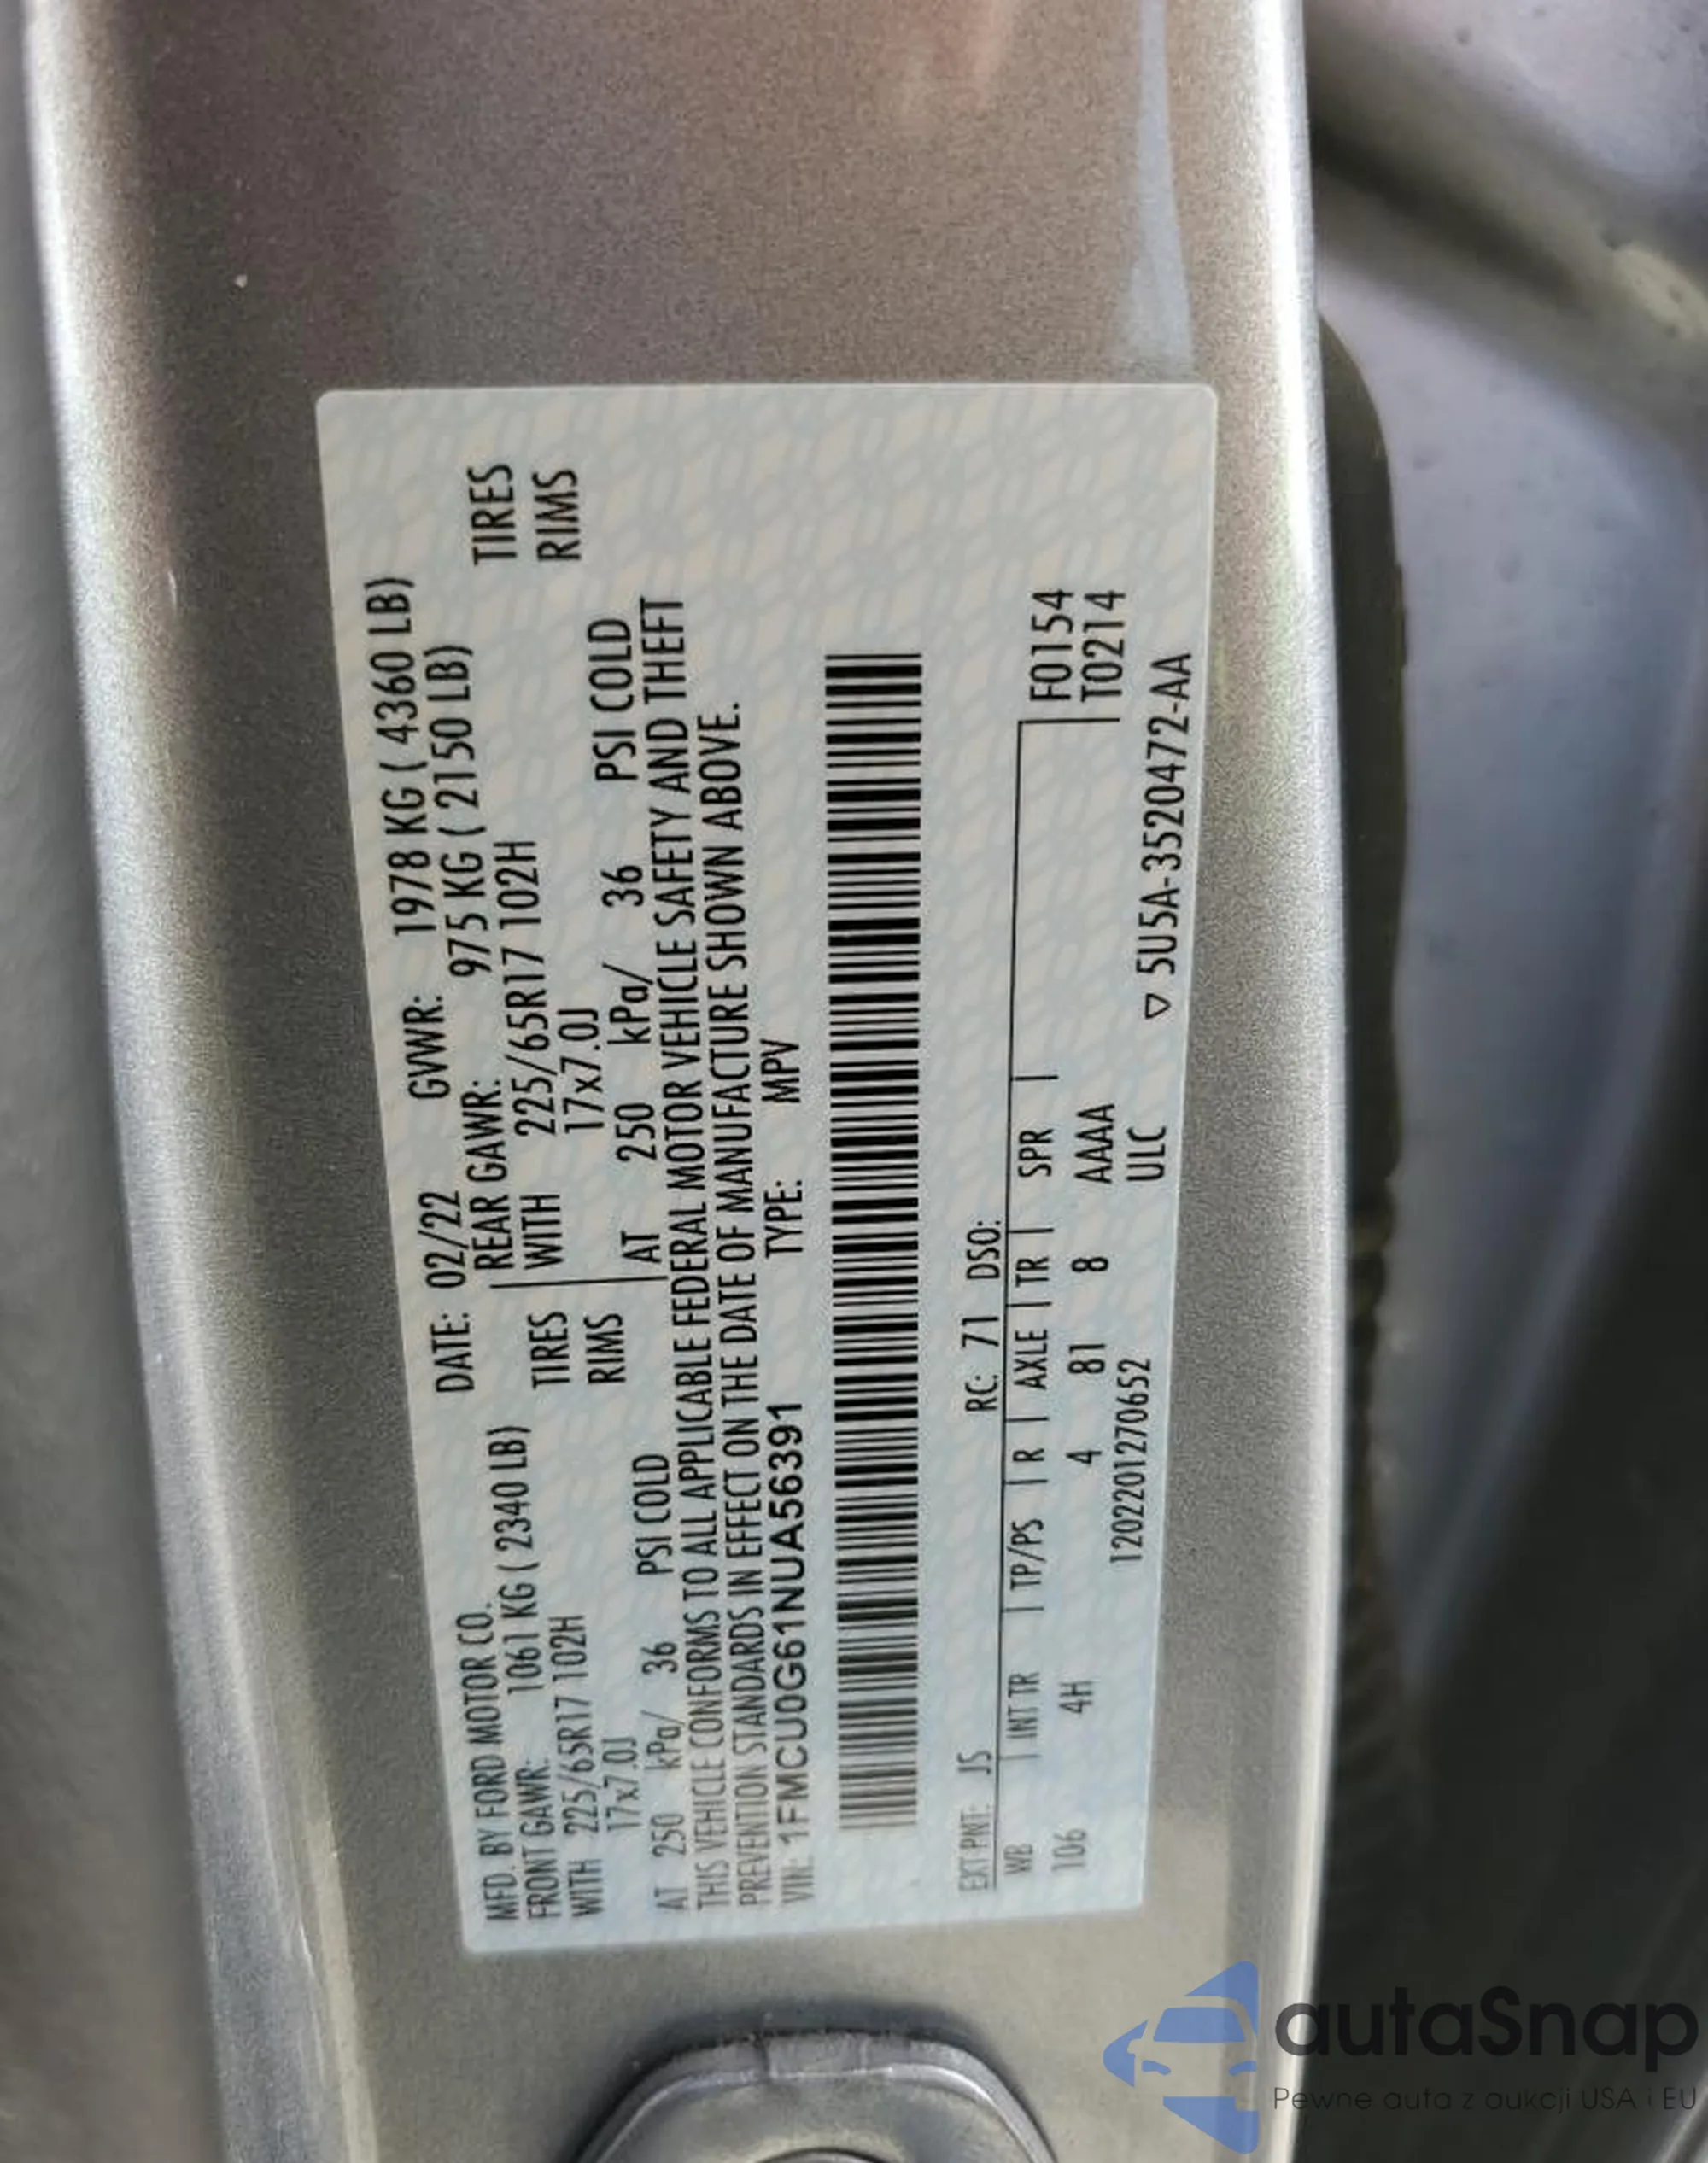 MFD. BY FORD MOTOR CO. DATE: 02/22 GVWR: 1978 KG ( 4360 LB)
FRONT GAWR: 1061 KG ( 2340 LB) REAR GAWR: 975 KG ( 2150 LB)
WITH 225/65R17 102H TIRES WITH 225/65R17 102H TIRES
17x7.0J RIMS 17x7.0J RIMS
AT 250 kPa/ 36 PSI COLD AT 250 kPa/ 36 PSI COLD
THIS VEHICLE CONFORMS TO ALL APPLICABLE FEDERAL MOTOR VEHICLE SAFETY AND THEFT
PREVENTION STANDARDS IN EFFECT ON THE DATE OF MANUFACTURE SHOWN ABOVE.
VIN: 1FMCU0G61NUA56391 TYPE: MPV
EXT PNT: JS RC: 71 DSO:
WB | INT TR | TP/PS | R | AXLE | TR | SPR | F0154
106 4H 4 81 8 AAAA T0214
1202201270652 ULC
▽ 5U5A-3520472-AA
autaSnap
Pewne auta z aukcji USA i EU